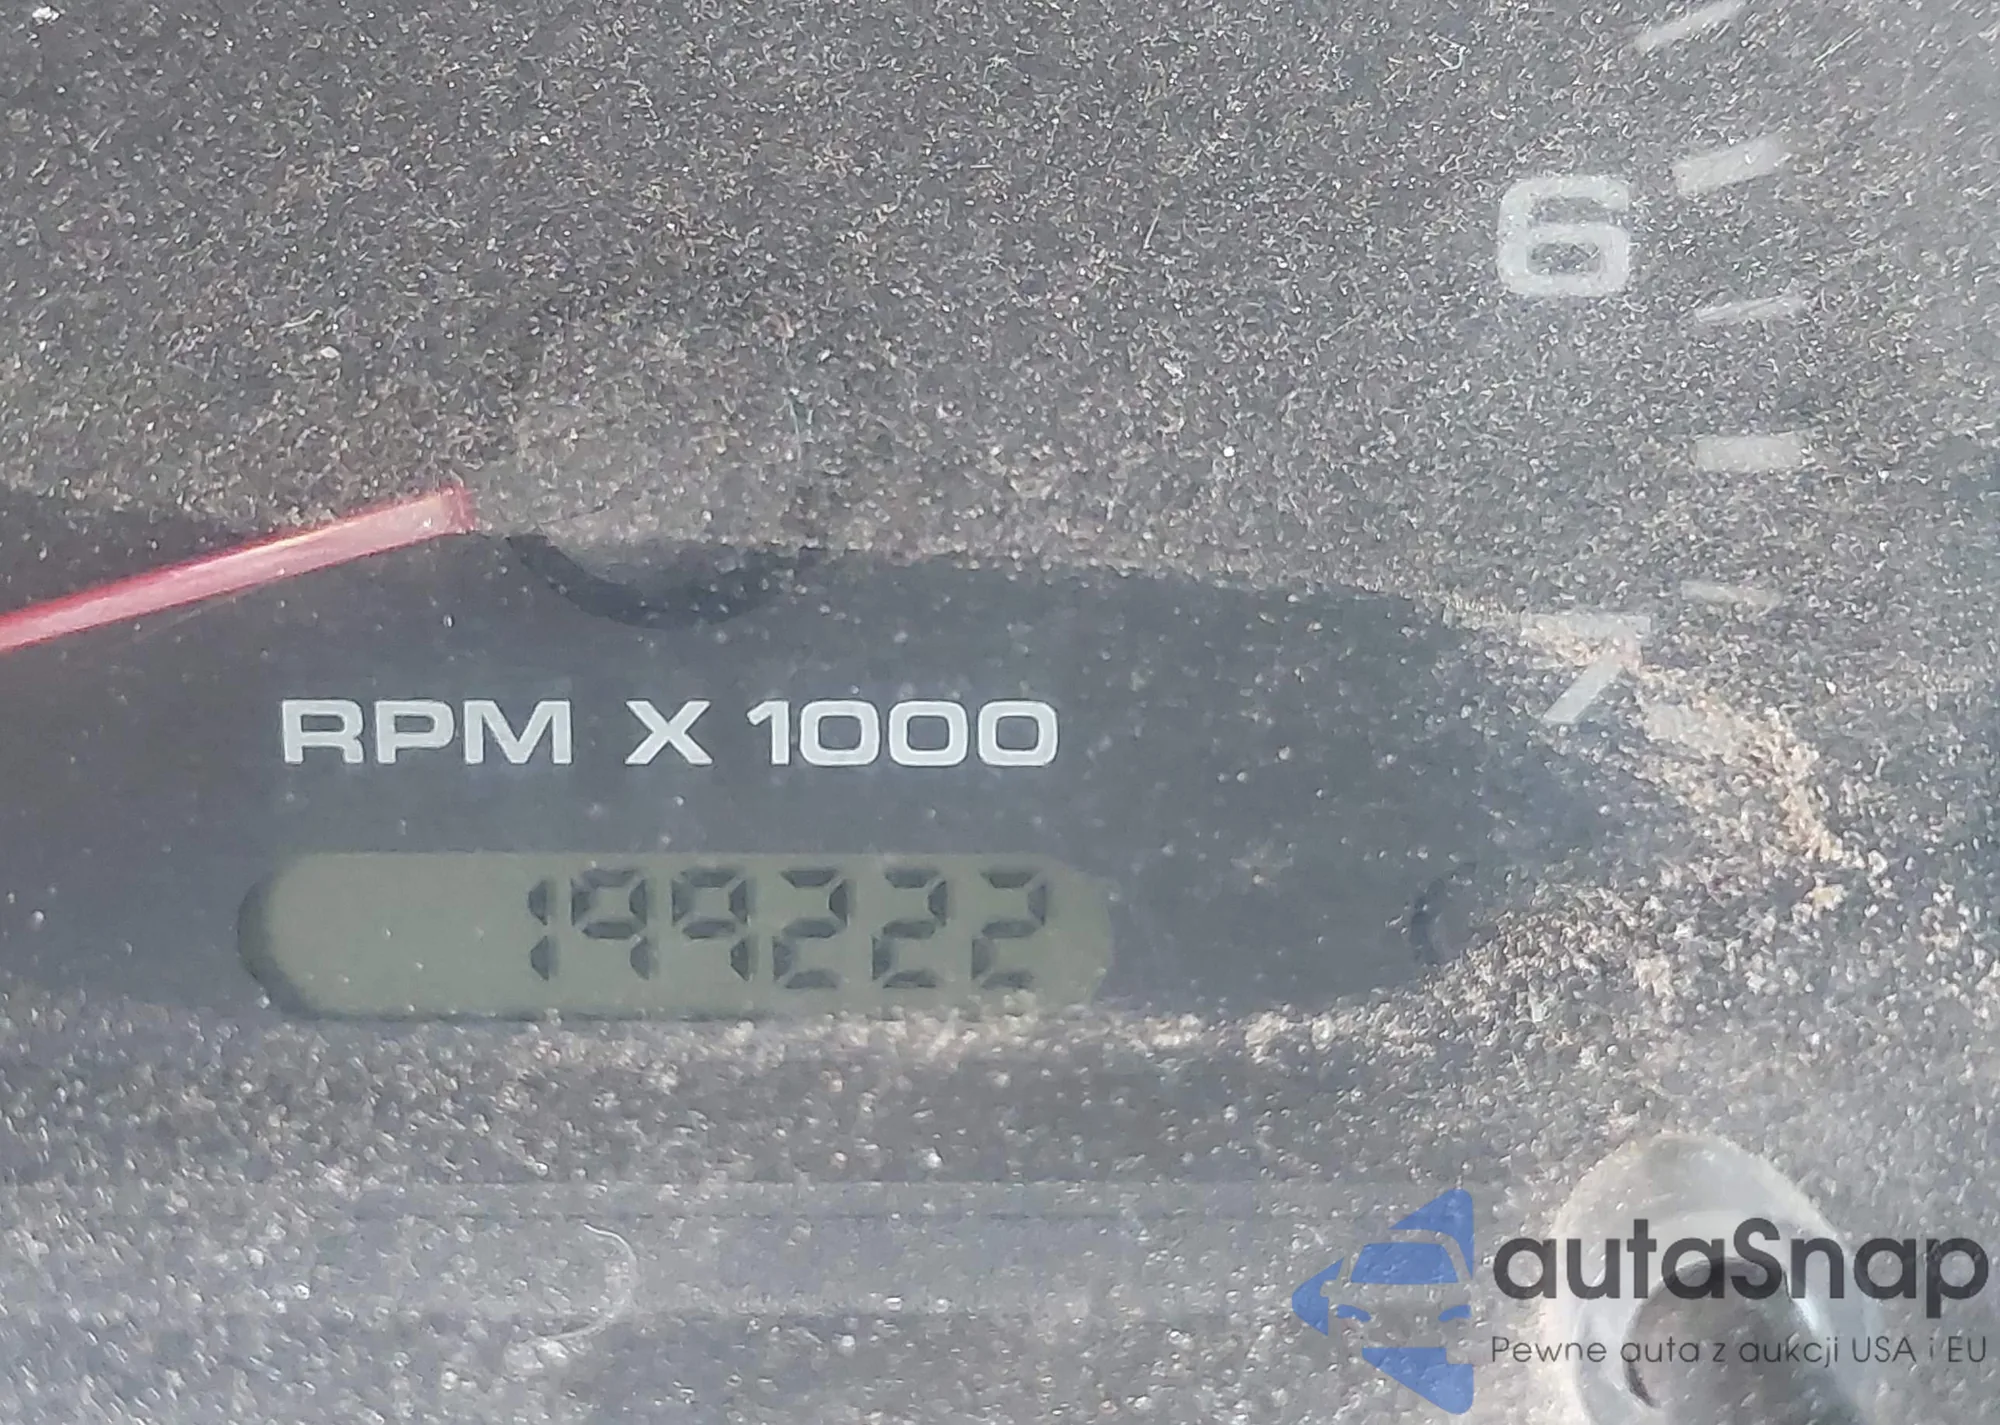 6
7
RPM X 1000
199222
autaSnap
Pewne auta z aukcji USA i EU